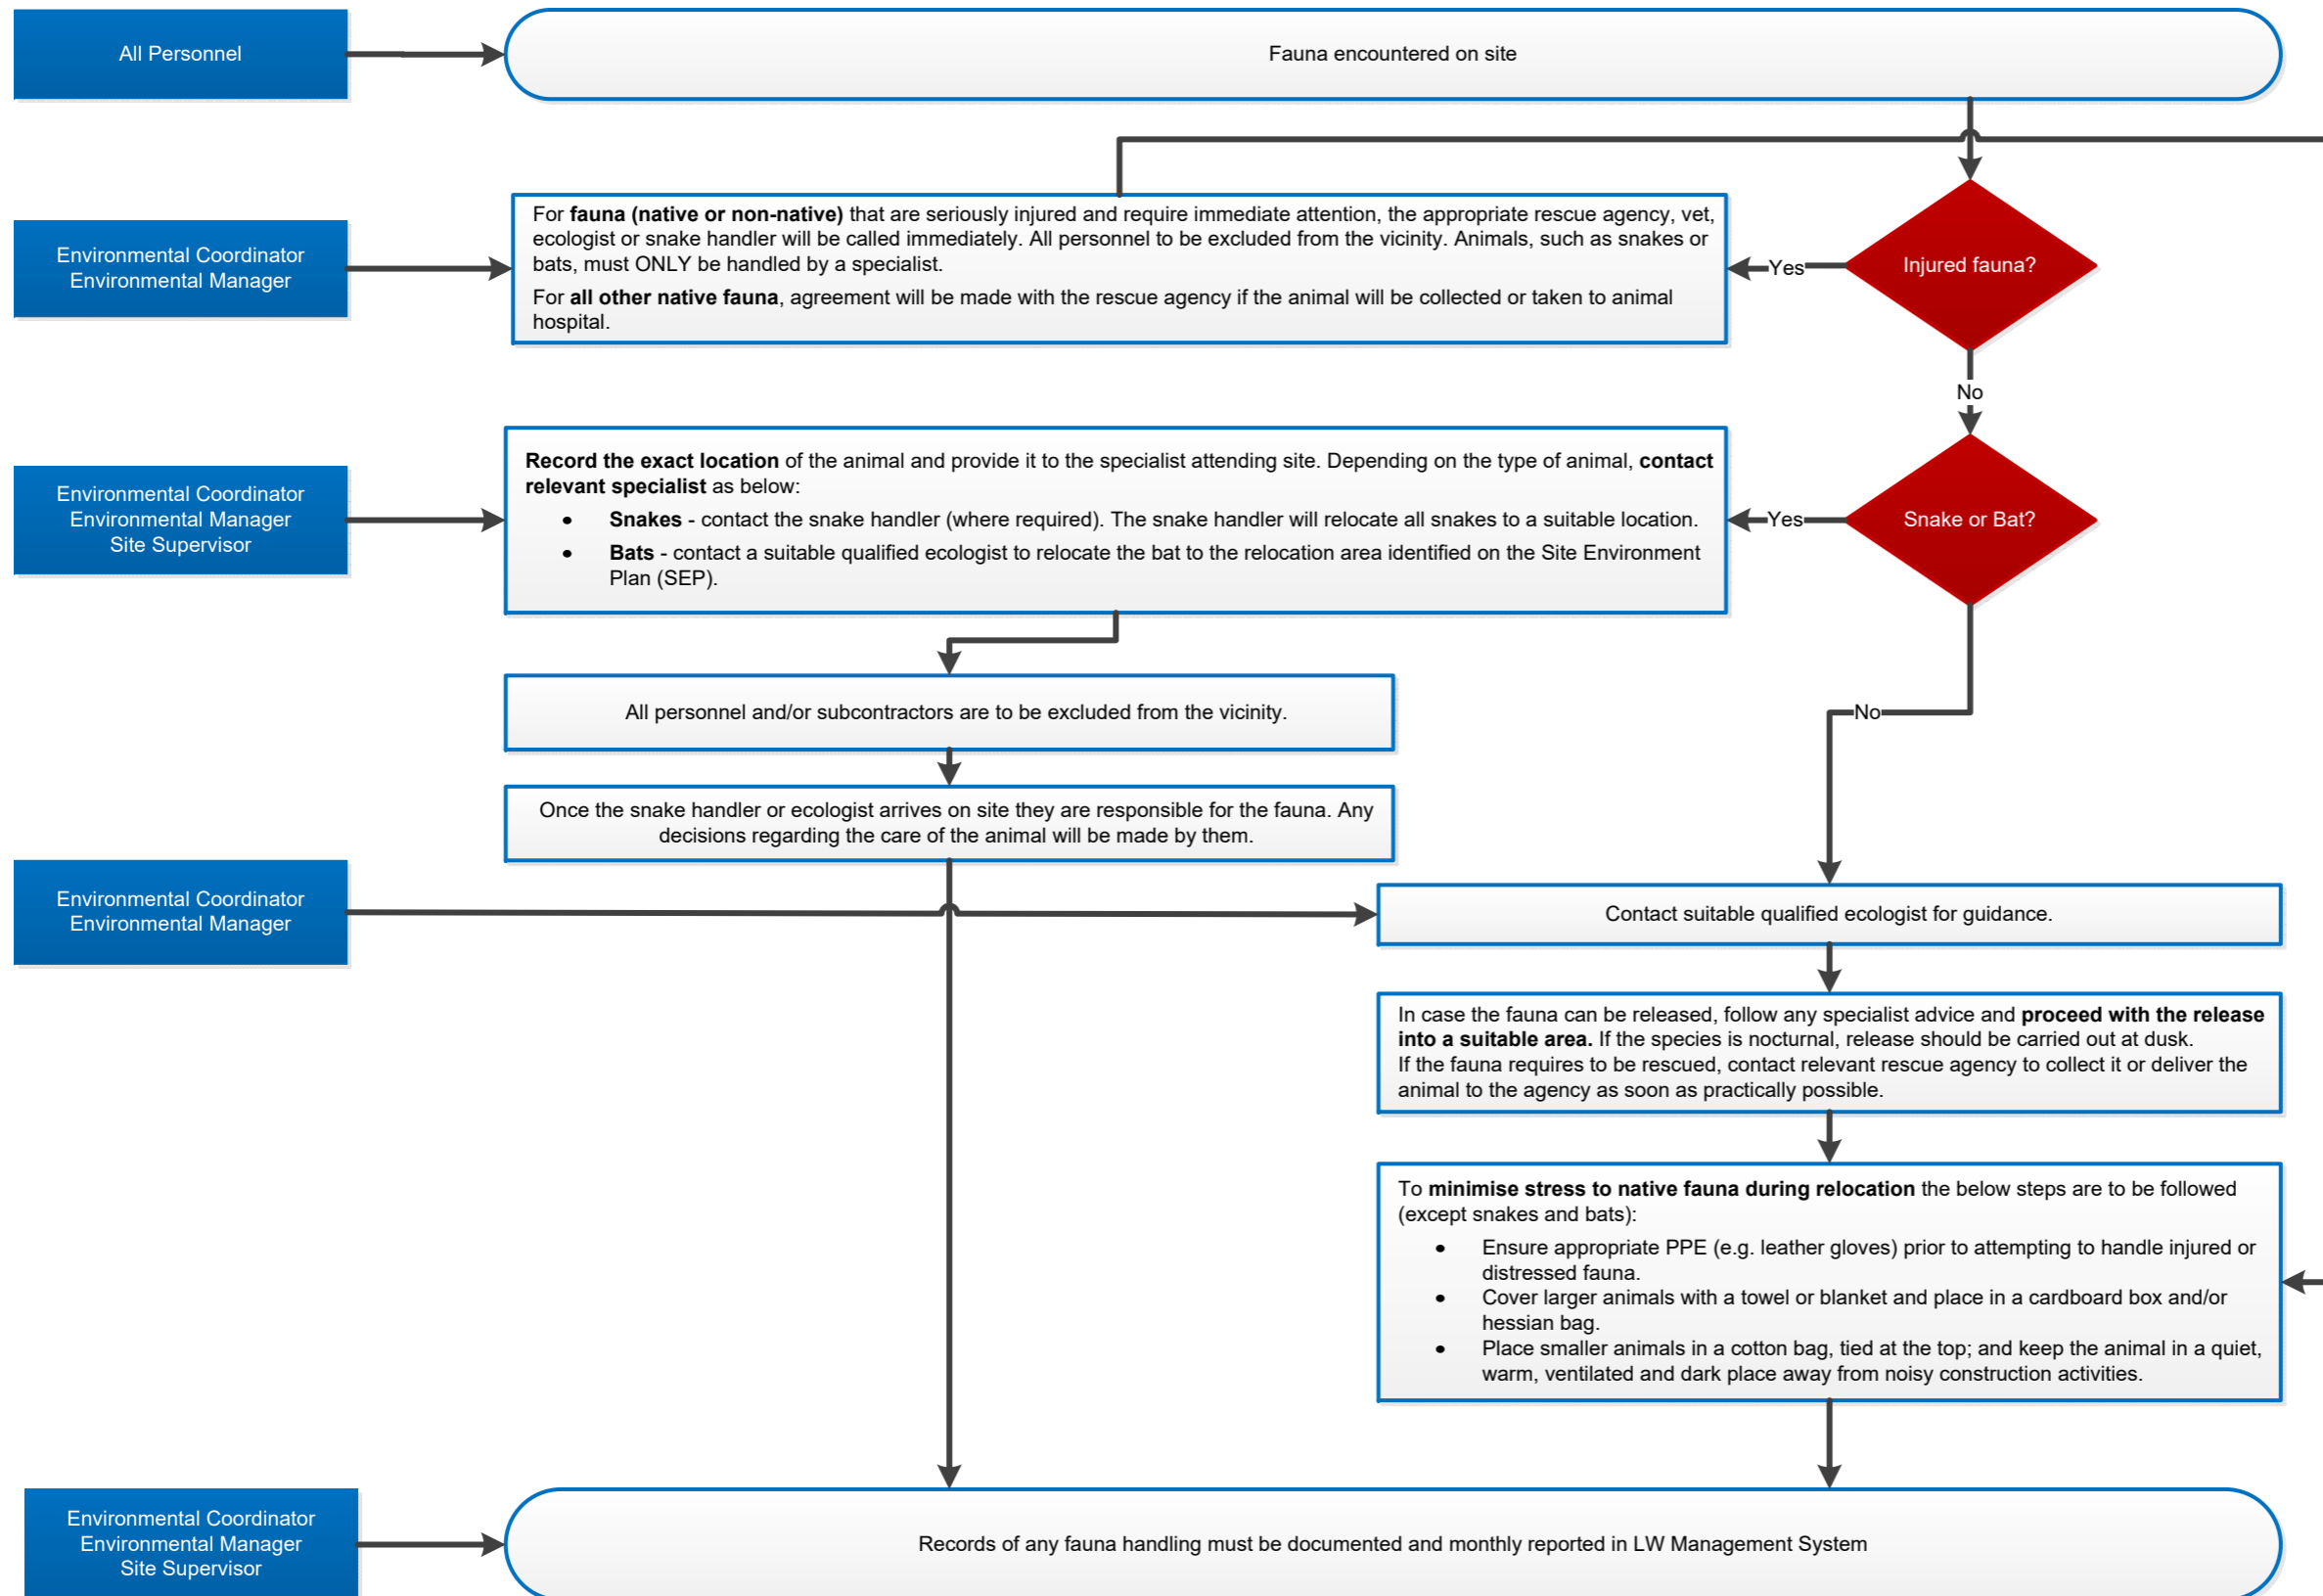 All Personnel
Fauna encountered on site
Environmental Coordinator
Environmental Manager
For fauna (native or non-native) that are seriously injured and require immediate attention, the appropriate rescue agency, vet,
ecologist or snake handler will be called immediately. All personnel to be excluded from the vicinity. Animals, such as snakes or
bats, must ONLY be handled by a specialist.
For all other native fauna, agreement will be made with the rescue agency if the animal will be collected or taken to animal
hospital.
Yes
Injured fauna?
No
Environmental Coordinator
Environmental Manager
Site Supervisor
Record the exact location of the animal and provide it to the specialist attending site. Depending on the type of animal, contact
relevant specialist as below:
• Snakes - contact the snake handler (where required). The snake handler will relocate all snakes to a suitable location.
• Bats - contact a suitable qualified ecologist to relocate the bat to the relocation area identified on the Site Environment
Plan (SEP).
Yes
Snake or Bat?
No
All personnel and/or subcontractors are to be excluded from the vicinity.
Once the snake handler or ecologist arrives on site they are responsible for the fauna. Any
decisions regarding the care of the animal will be made by them.
Environmental Coordinator
Environmental Manager
Contact suitable qualified ecologist for guidance.
In case the fauna can be released, follow any specialist advice and proceed with the release
into a suitable area. If the species is nocturnal, release should be carried out at dusk.
If the fauna requires to be rescued, contact relevant rescue agency to collect it or deliver the
animal to the agency as soon as practically possible.
To minimise stress to native fauna during relocation the below steps are to be followed
(except snakes and bats):
• Ensure appropriate PPE (e.g. leather gloves) prior to attempting to handle injured or
distressed fauna.
• Cover larger animals with a towel or blanket and place in a cardboard box and/or
hessian bag.
• Place smaller animals in a cotton bag, tied at the top; and keep the animal in a quiet,
warm, ventilated and dark place away from noisy construction activities.
Environmental Coordinator
Environmental Manager
Site Supervisor
Records of any fauna handling must be documented and monthly reported in LW Management System